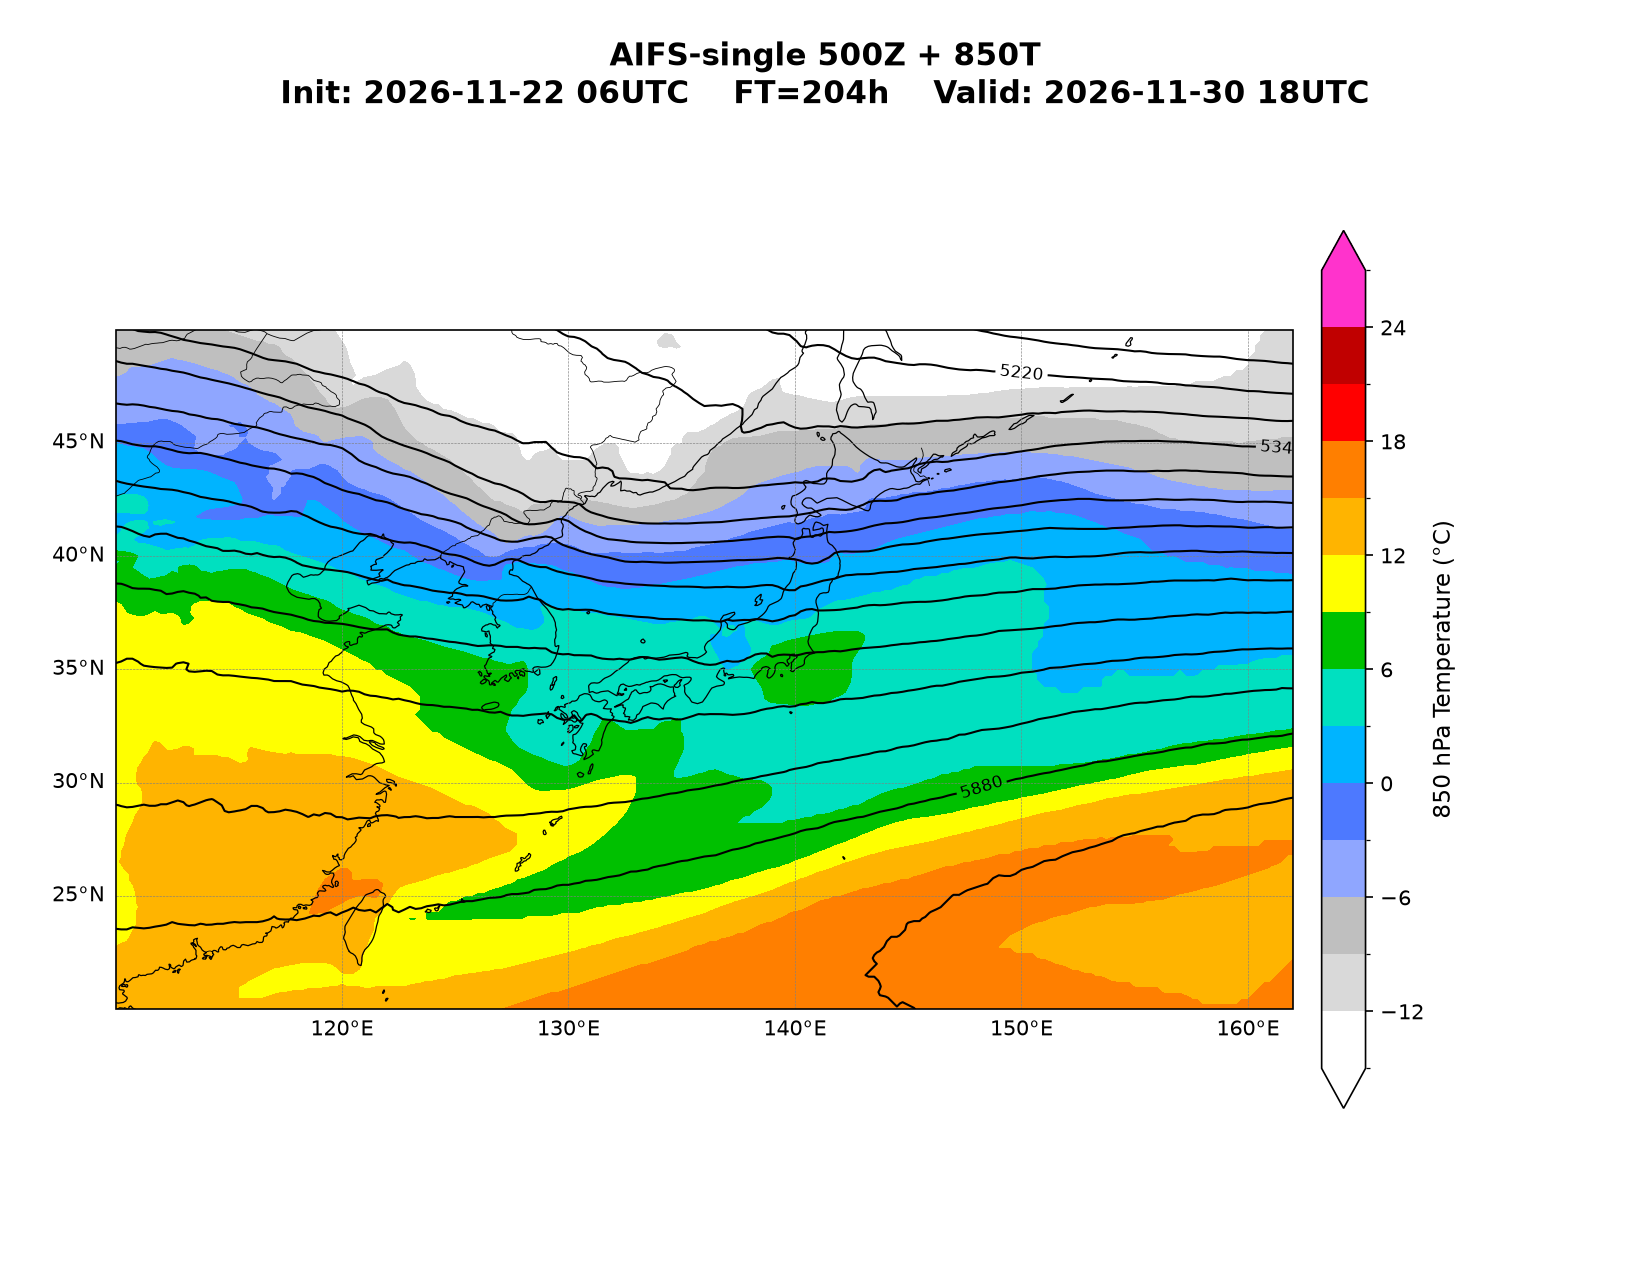 AIFS-single 500Z + 850T
Init: 2026-11-22 06UTC    FT=204h    Valid: 2026-11-30 18UTC
5220
534
5880
45°N
40°N
35°N
30°N
25°N
120°E
130°E
140°E
150°E
160°E
24
18
12
6
0
−6
−12
850 hPa Temperature (°C)